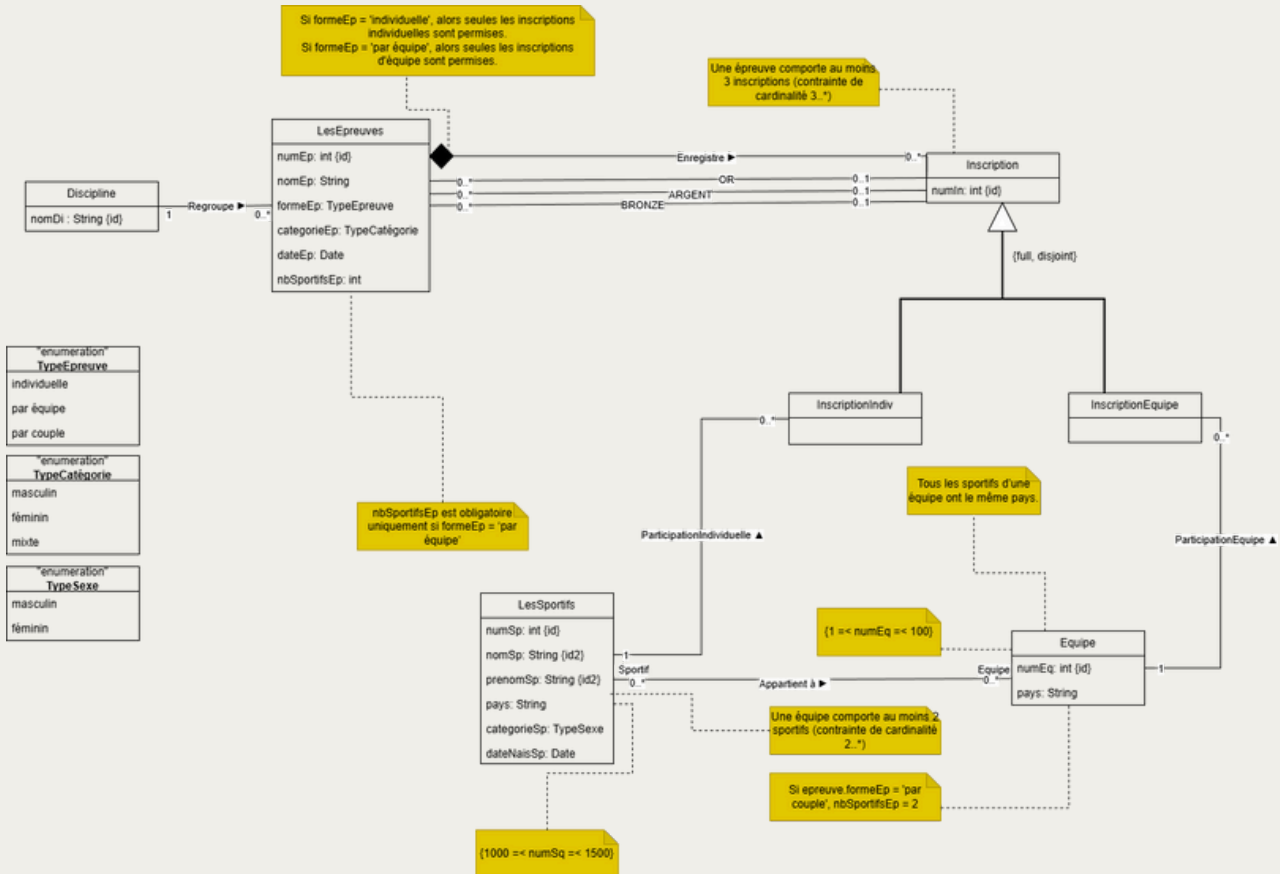 Si formeEp = 'individuelle', alors seules les inscriptions
individuelles sont permises.
Si formeEp = 'par équipe', alors seules les inscriptions
d'équipe sont permises.
Une épreuve comporte au moins
3 inscriptions (contrainte de
cardinalité 3..*)
LesEpreuves
numEp: int {id}
nomEp: String
formeEp: TypeEpreuve
categorieEp: TypeCatégorie
dateEp: Date
nbSportifsEp: int
Enregistre ►
0..*
0..*
OR
0..1
0..*
ARGENT
0..1
0..*
BRONZE
0..1
Inscription
numIn: int {id}
Discipline
nomDi : String {id}
1
Regroupe ►
0..*
{full, disjoint}
"enumeration"
TypeEpreuve
individuelle
par équipe
par couple
"enumeration"
TypeCatégorie
masculin
féminin
mixte
"enumeration"
TypeSexe
masculin
féminin
InscriptionIndiv
0..*
InscriptionEquipe
0..*
Tous les sportifs d'une
équipe ont le même pays.
nbSportifsEp est obligatoire
uniquement si formeEp = 'par
équipe'
ParticipationIndividuelle ▲
ParticipationEquipe ▲
LesSportifs
numSp: int {id}
nomSp: String {id2}
prenomSp: String {id2}
pays: String
categorieSp: TypeSexe
dateNaisSp: Date
1
Sportif
0..*
Appartient à ►
Equipe
0..*
{1 =< numEq =< 100}
Equipe
numEq: int {id}
pays: String
1
Une équipe comporte au moins 2
sportifs (contrainte de cardinalité
2..*)
Si epreuve.formeEp = 'par
couple', nbSportifsEp = 2
{1000 =< numSq =< 1500}